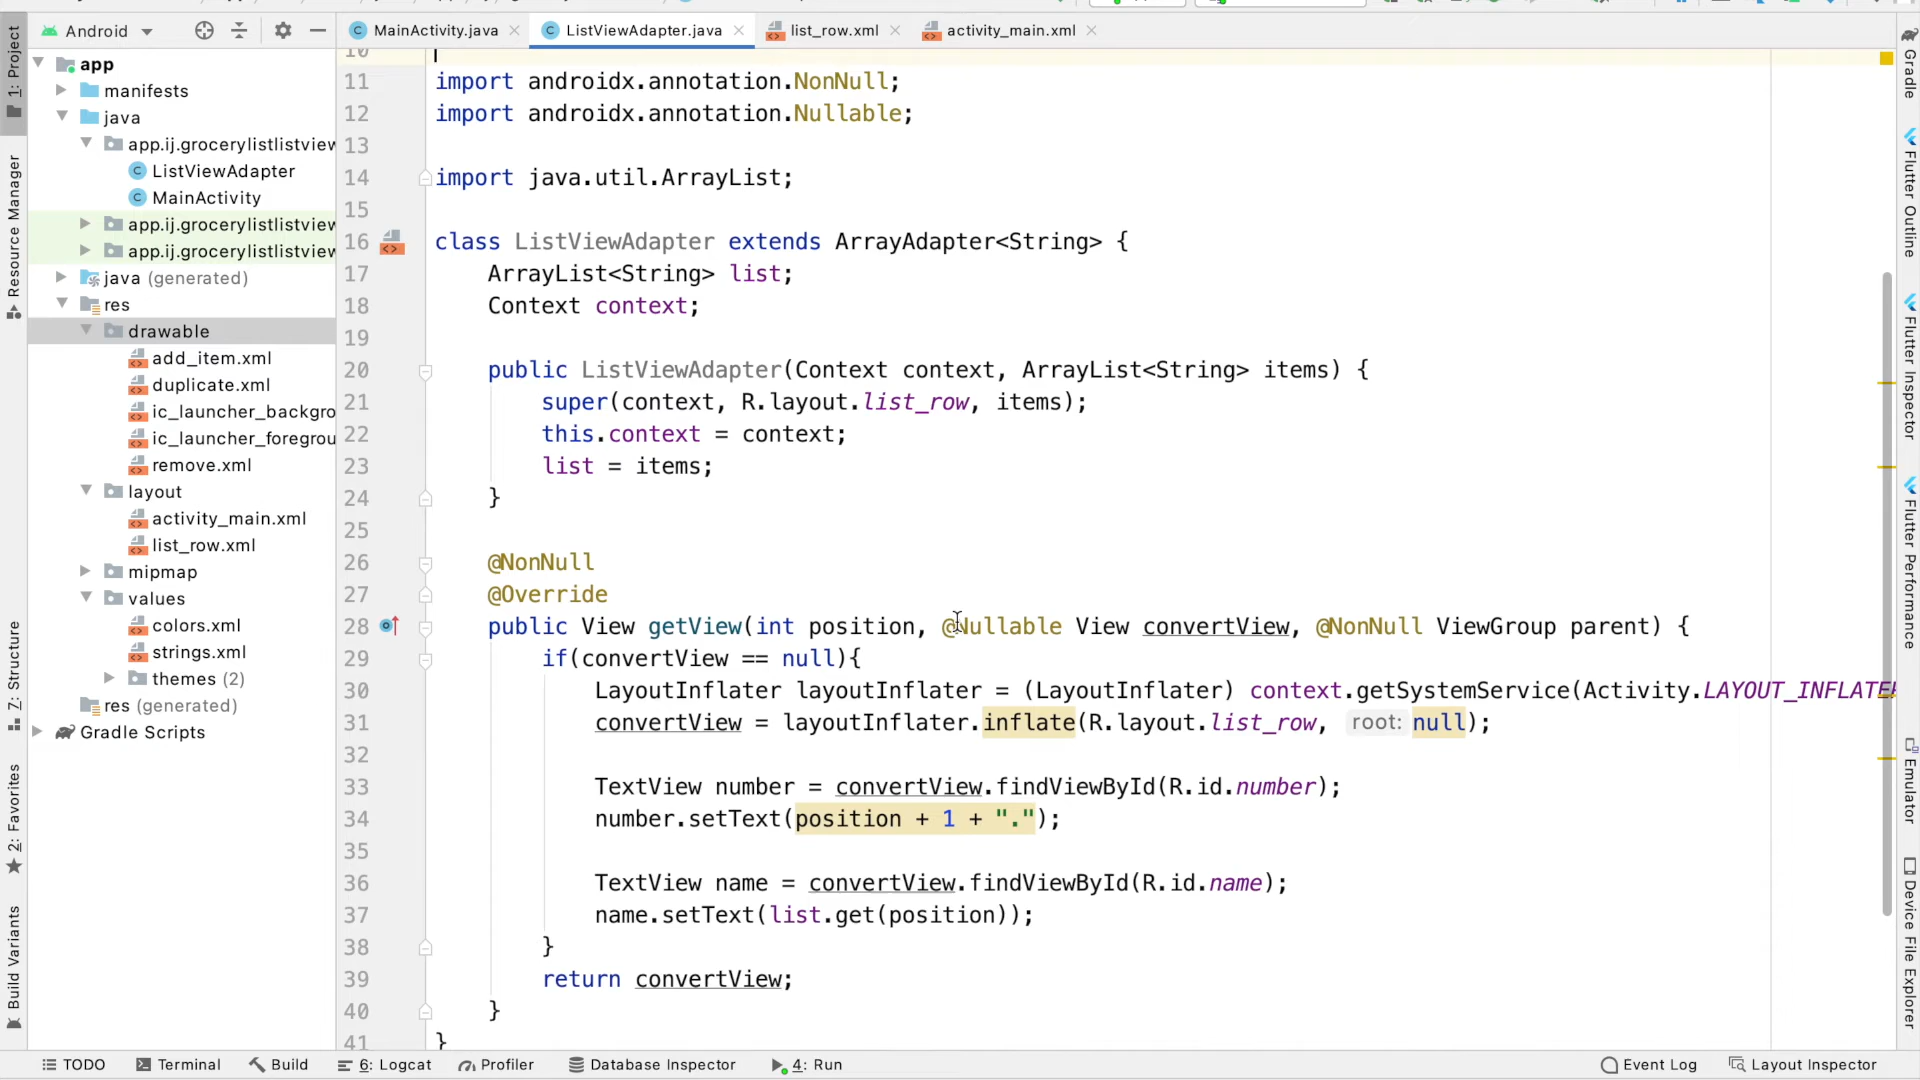 Android
MainActivity.java
ListViewAdapter.java
list_row.xml
activity_main.xml
1: Project
Resource Manager
7: Structure
2: Favorites
Build Variants
app
manifests
java
app.ij.grocerylistlistview
ListViewAdapter
MainActivity
app.ij.grocerylistlistview
app.ij.grocerylistlistview
java (generated)
res
drawable
add_item.xml
duplicate.xml
ic_launcher_backgro
ic_launcher_foregrou
remove.xml
layout
activity_main.xml
list_row.xml
mipmap
values
colors.xml
strings.xml
themes (2)
res (generated)
Gradle Scripts
10
11 import androidx.annotation.NonNull;
12 import androidx.annotation.Nullable;
13
14 import java.util.ArrayList;
15
16 class ListViewAdapter extends ArrayAdapter<String> {
17 ArrayList<String> list;
18 Context context;
19
20 public ListViewAdapter(Context context, ArrayList<String> items) {
21 super(context, R.layout.list_row, items);
22 this.context = context;
23 list = items;
24 }
25
26 @NonNull
27 @Override
28 public View getView(int position, @Nullable View convertView, @NonNull ViewGroup parent) {
29 if(convertView == null){
30 LayoutInflater layoutInflater = (LayoutInflater) context.getSystemService(Activity.LAYOUT_INFLATER
31 convertView = layoutInflater.inflate(R.layout.list_row, root: null);
32
33 TextView number = convertView.findViewById(R.id.number);
34 number.setText(position + 1 + ".");
35
36 TextView name = convertView.findViewById(R.id.name);
37 name.setText(list.get(position));
38 }
39 return convertView;
40 }
41 }
Gradle
Flutter Outline
Flutter Inspector
Flutter Performance
Emulator
Device File Explorer
TODO
Terminal
Build
6: Logcat
Profiler
Database Inspector
4: Run
Event Log
Layout Inspector